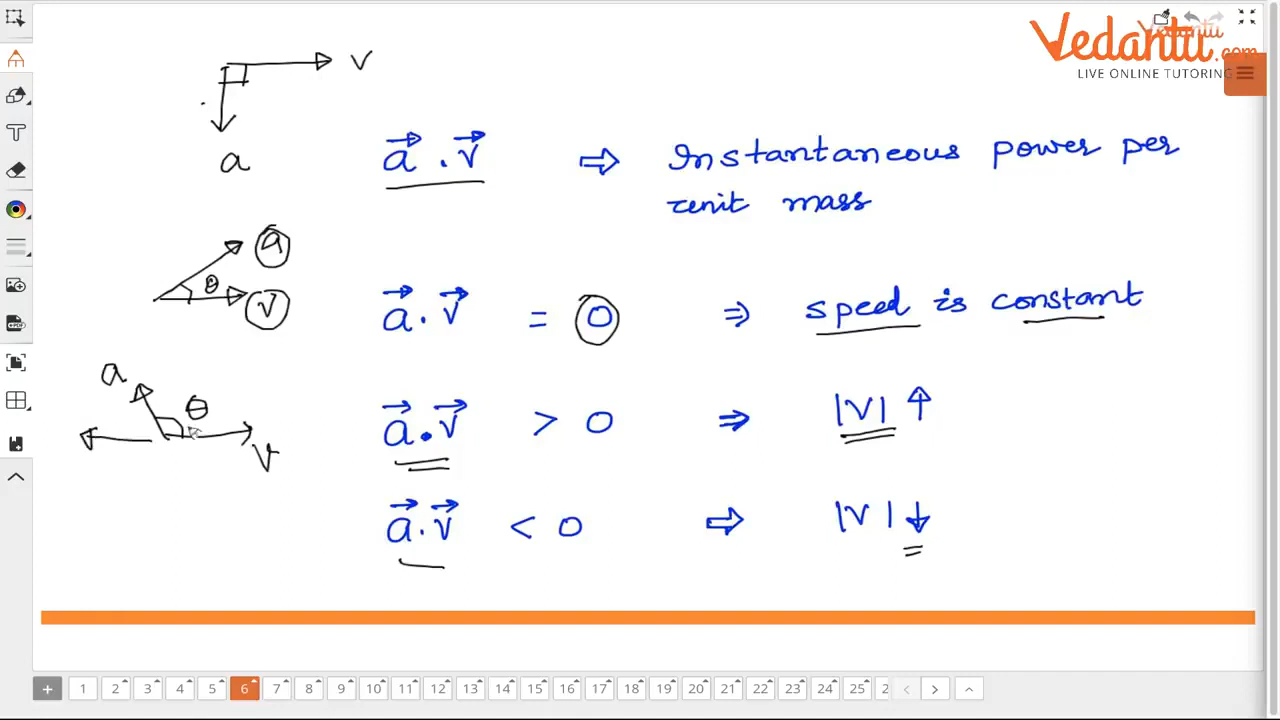 Vedantu.com
LIVE ONLINE TUTORING
v
a
a⃗ . v⃗ ⇨ Instantaneous power per
unit mass
a
θ
v
a⃗ . v⃗ = 0 ⇒ speed is constant
a
θ
v
a⃗ . v⃗ > 0 ⇒ |v| ↑
a⃗ . v⃗ < 0 ⇨ |v| ↓
+ 1 2 3 4 5 6 7 8 9 10 11 12 13 14 15 16 17 18 19 20 21 22 23 24 25 2 < >